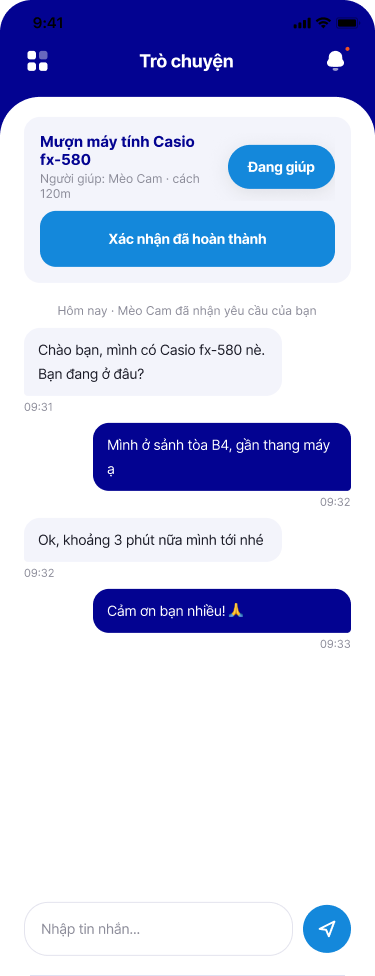 9:41
Trò chuyện
Mượn máy tính Casio
fx-580
Người giúp: Mèo Cam · cách
120m
Đang giúp
Xác nhận đã hoàn thành
Hôm nay · Mèo Cam đã nhận yêu cầu của bạn
Chào bạn, mình có Casio fx-580 nè.
Bạn đang ở đâu?
09:31
Mình ở sảnh tòa B4, gần thang máy
ạ
09:32
Ok, khoảng 3 phút nữa mình tới nhé
09:32
Cảm ơn bạn nhiều! 🙏
09:33
Nhập tin nhắn...